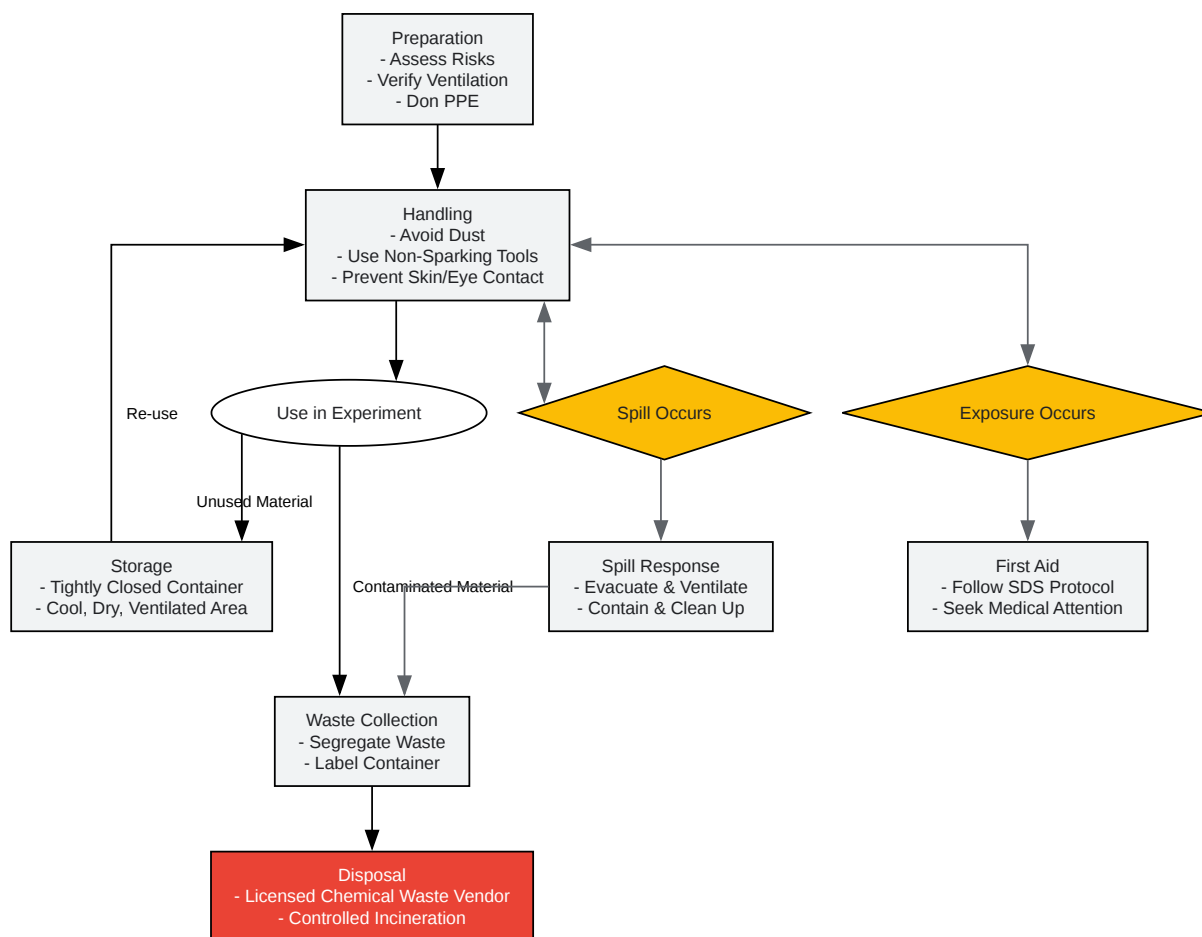 Preparation
- Assess Risks
- Verify Ventilation
- Don PPE
Handling
- Avoid Dust
- Use Non-Sparking Tools
- Prevent Skin/Eye Contact
Re-use
Use in Experiment
Spill Occurs
Exposure Occurs
Unused Material
Storage
- Tightly Closed Container
- Cool, Dry, Ventilated Area
Contaminated Material
Spill Response
- Evacuate & Ventilate
- Contain & Clean Up
First Aid
- Follow SDS Protocol
- Seek Medical Attention
Waste Collection
- Segregate Waste
- Label Container
Disposal
- Licensed Chemical Waste Vendor
- Controlled Incineration